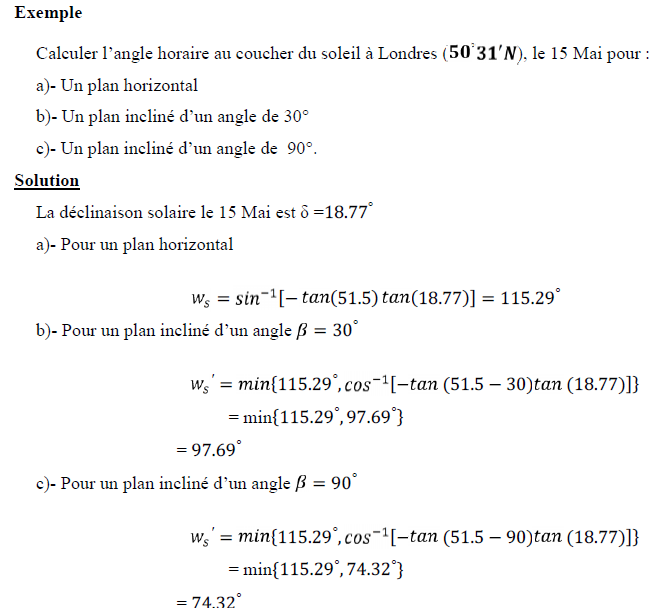 Exemple
Calculer l’angle horaire au coucher du soleil à Londres (50°31′N), le 15 Mai pour :
a)- Un plan horizontal
b)- Un plan incliné d’un angle de 30°
c)- Un plan incliné d’un angle de 90°.
Solution
La déclinaison solaire le 15 Mai est δ =18.77°
a)- Pour un plan horizontal
wₛ = sin⁻¹[− tan(51.5) tan(18.77)] = 115.29°
b)- Pour un plan incliné d’un angle β = 30°
wₛ′ = min{115.29°, cos⁻¹[−tan (51.5 − 30)tan (18.77)]}
= min{115.29°, 97.69°}
= 97.69°
c)- Pour un plan incliné d’un angle β = 90°
wₛ′ = min{115.29°, cos⁻¹[−tan (51.5 − 90)tan (18.77)]}
= min{115.29°, 74.32°}
= 74.32°